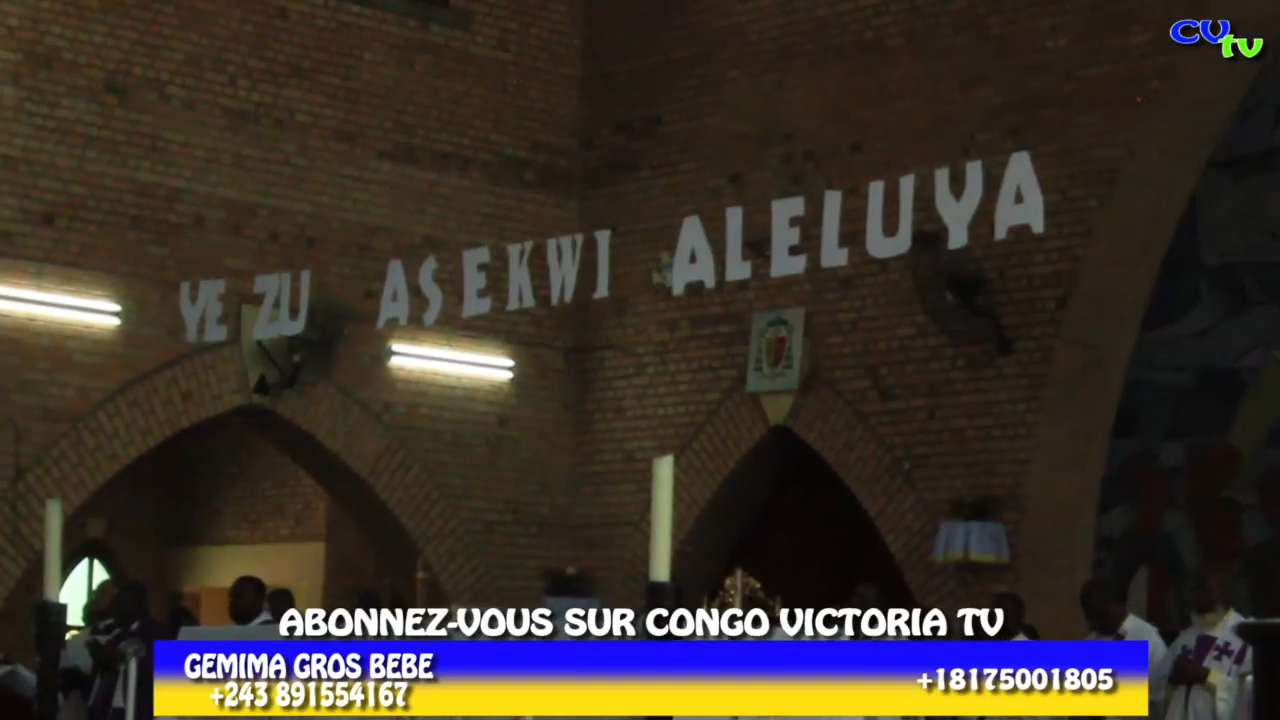 CVtv
YE ZU ASEKWI ALELUYA
ABONNEZ-VOUS SUR CONGO VICTORIA TV
GEMIMA GROS BEBE
+243 891554167
+18175001805